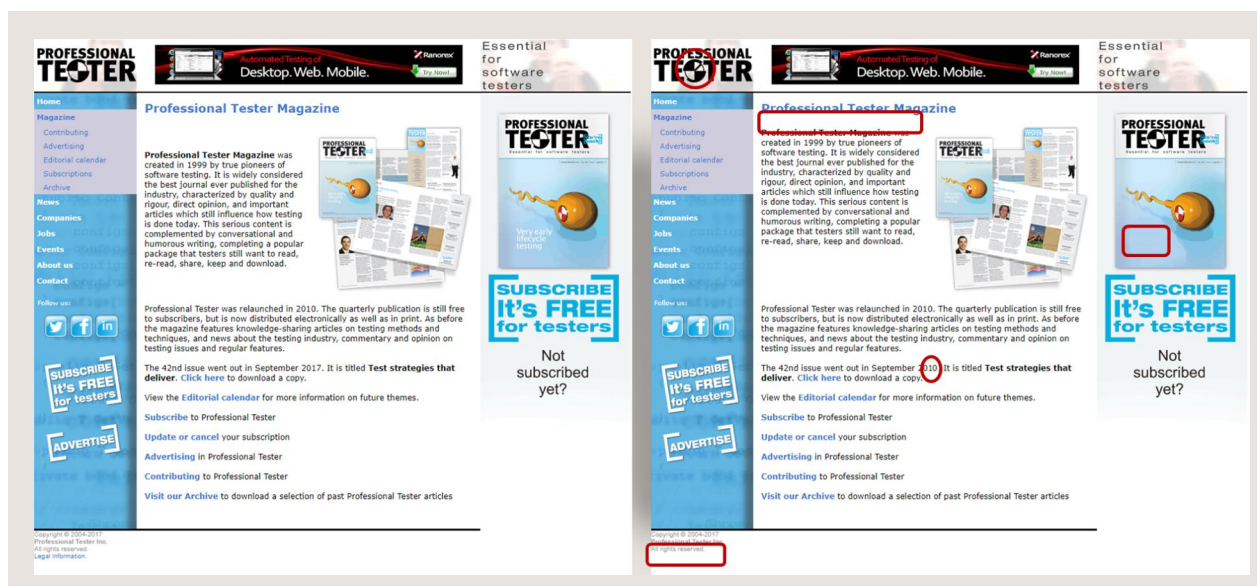 PROFESSIONAL
TESTER
Automated Testing of
Desktop. Web. Mobile.
Ranorex
Try Now!
Essential
for
software
testers
Home
Magazine
Contributing
Advertising
Editorial calendar
Subscriptions
Archive
News
Companies
Jobs
Events
About us
Contact
Follow us:
SUBSCRIBE
It's FREE
for testers
ADVERTISE
Professional Tester Magazine
Professional Tester Magazine was
created in 1999 by true pioneers of
software testing. It is widely considered
the best journal ever published for the
industry, characterized by quality and
rigour, direct opinion, and important
articles which still influence how testing
is done today. This serious content is
complemented by conversational and
humorous writing, completing a popular
package that testers still want to read,
re-read, share, keep and download.
PROFESSIONAL
TESTER
Professional Tester was relaunched in 2010. The quarterly publication is still free
to subscribers, but is now distributed electronically as well as in print. As before
the magazine features knowledge-sharing articles on testing methods and
techniques, and news about the testing industry, commentary and opinion on
testing issues and regular features.
The 42nd issue went out in September 2017. It is titled Test strategies that
deliver. Click here to download a copy.
View the Editorial calendar for more information on future themes.
Subscribe to Professional Tester
Update or cancel your subscription
Advertising in Professional Tester
Contributing to Professional Tester
Visit our Archive to download a selection of past Professional Tester articles
PROFESSIONAL
TESTER
Essential for software testers
Very early
lifecycle
testing
SUBSCRIBE
It's FREE
for testers
Not
subscribed
yet?
Copyright © 2004-2017
Professional Tester Inc.
All rights reserved.
Legal Information.
PROFESSIONAL
TESTER
Automated Testing of
Desktop. Web. Mobile.
Ranorex
Try Now!
Essential
for
software
testers
Home
Magazine
Contributing
Advertising
Editorial calendar
Subscriptions
Archive
News
Companies
Jobs
Events
About us
Contact
Follow us:
SUBSCRIBE
It's FREE
for testers
ADVERTISE
Professional Tester Magazine
Professional Tester Magazine was
created in 1999 by true pioneers of
software testing. It is widely considered
the best journal ever published for the
industry, characterized by quality and
rigour, direct opinion, and important
articles which still influence how testing
is done today. This serious content is
complemented by conversational and
humorous writing, completing a popular
package that testers still want to read,
re-read, share, keep and download.
PROFESSIONAL
TESTER
Professional Tester was relaunched in 2010. The quarterly publication is still free
to subscribers, but is now distributed electronically as well as in print. As before
the magazine features knowledge-sharing articles on testing methods and
techniques, and news about the testing industry, commentary and opinion on
testing issues and regular features.
The 42nd issue went out in September 2010. It is titled Test strategies that
deliver. Click here to download a copy.
View the Editorial calendar for more information on future themes.
Subscribe to Professional Tester
Update or cancel your subscription
Advertising in Professional Tester
Contributing to Professional Tester
Visit our Archive to download a selection of past Professional Tester articles
PROFESSIONAL
TESTER
Essential for software testers
SUBSCRIBE
It's FREE
for testers
Not
subscribed
yet?
Copyright © 2004-2017
Professional Tester Inc.
All rights reserved.